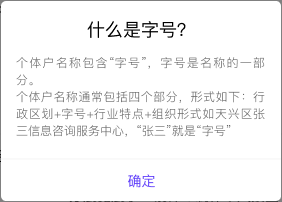 什么是字号？
个体户名称包含“字号”，字号是名称的一部
分。
个体户名称通常包括四个部分，形式如下：行
政区划+字号+行业特点+组织形式如天兴区张
三信息咨询服务中心，“张三”就是“字号”
确定